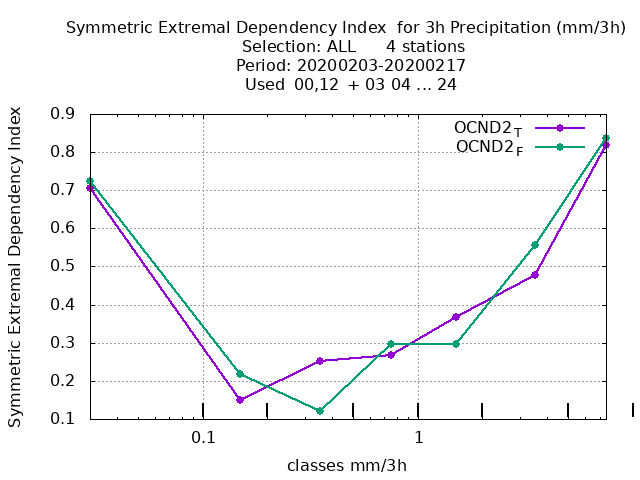 Symmetric Extremal Dependency Index  for 3h Precipitation (mm/3h)
Selection: ALL      4 stations
Period: 20200203-20200217
Used  00,12  + 03 04 ... 24
Symmetric Extremal Dependency Index
0.9
0.8
0.7
0.6
0.5
0.4
0.3
0.2
0.1
OCND2T
OCND2F
0.1
1
classes mm/3h